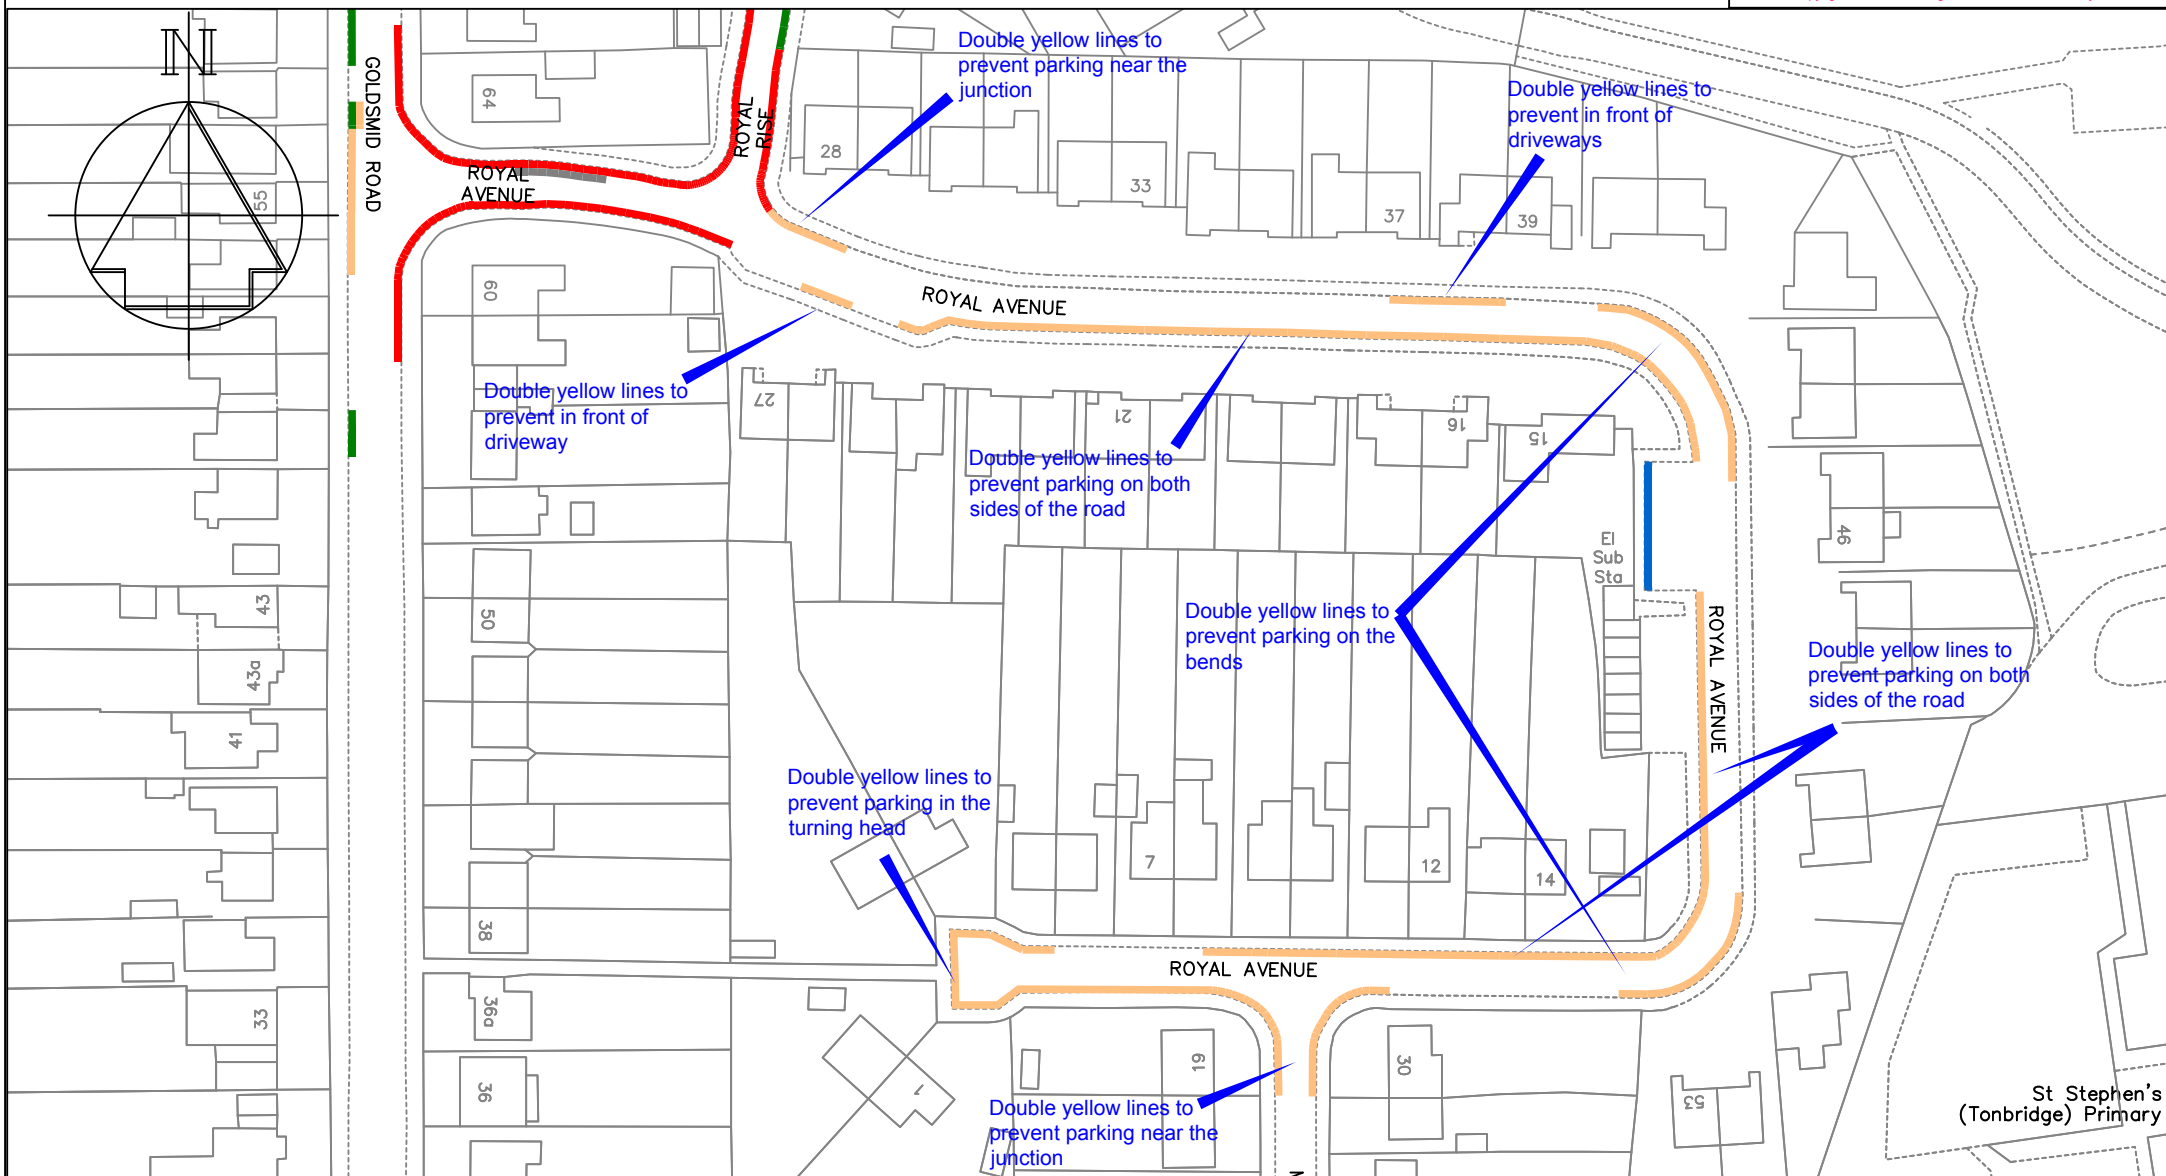 N
GOLDSMID ROAD
ROYAL
AVENUE
ROYAL
RISE
Double yellow lines to
prevent parking near the
junction
Double yellow lines to
prevent in front of
driveways
64
28
33
37
39
55
60
ROYAL AVENUE
Double yellow lines to
prevent in front of
driveway
27
21
16
15
Double yellow lines to
prevent parking on both
sides of the road
El
Sub
Sta
46
43
50
Double yellow lines to
prevent parking on the
bends
ROYAL AVENUE
Double yellow lines to
prevent parking on both
sides of the road
43a
41
Double yellow lines to
prevent parking in the
turning head
7
12
14
38
ROYAL AVENUE
33
36a
36
1
61
30
53
Double yellow lines to
prevent parking near the
junction
St Stephen's
(Tonbridge) Primary